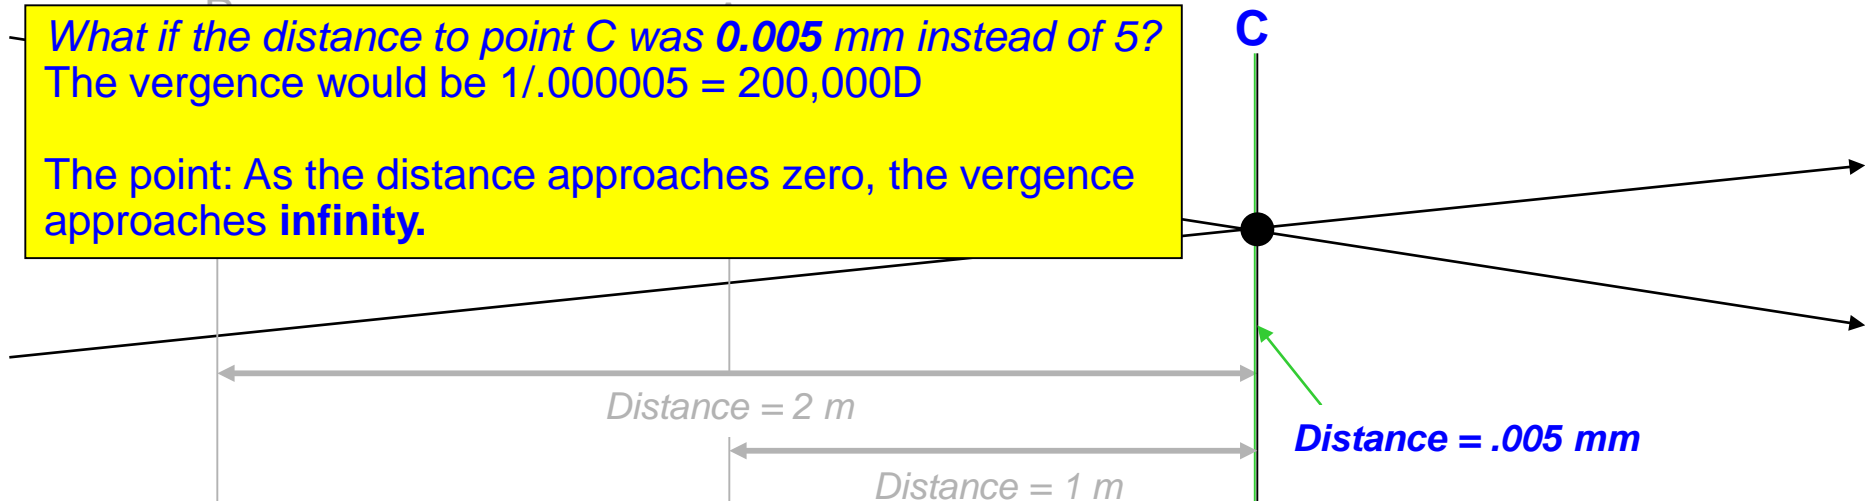 What if the distance to point C was 0.005 mm instead of 5?
The vergence would be 1/.000005 = 200,000D
The point: As the distance approaches zero, the vergence
approaches infinity.
C
Distance = 2 m
Distance = .005 mm
Distance = 1 m